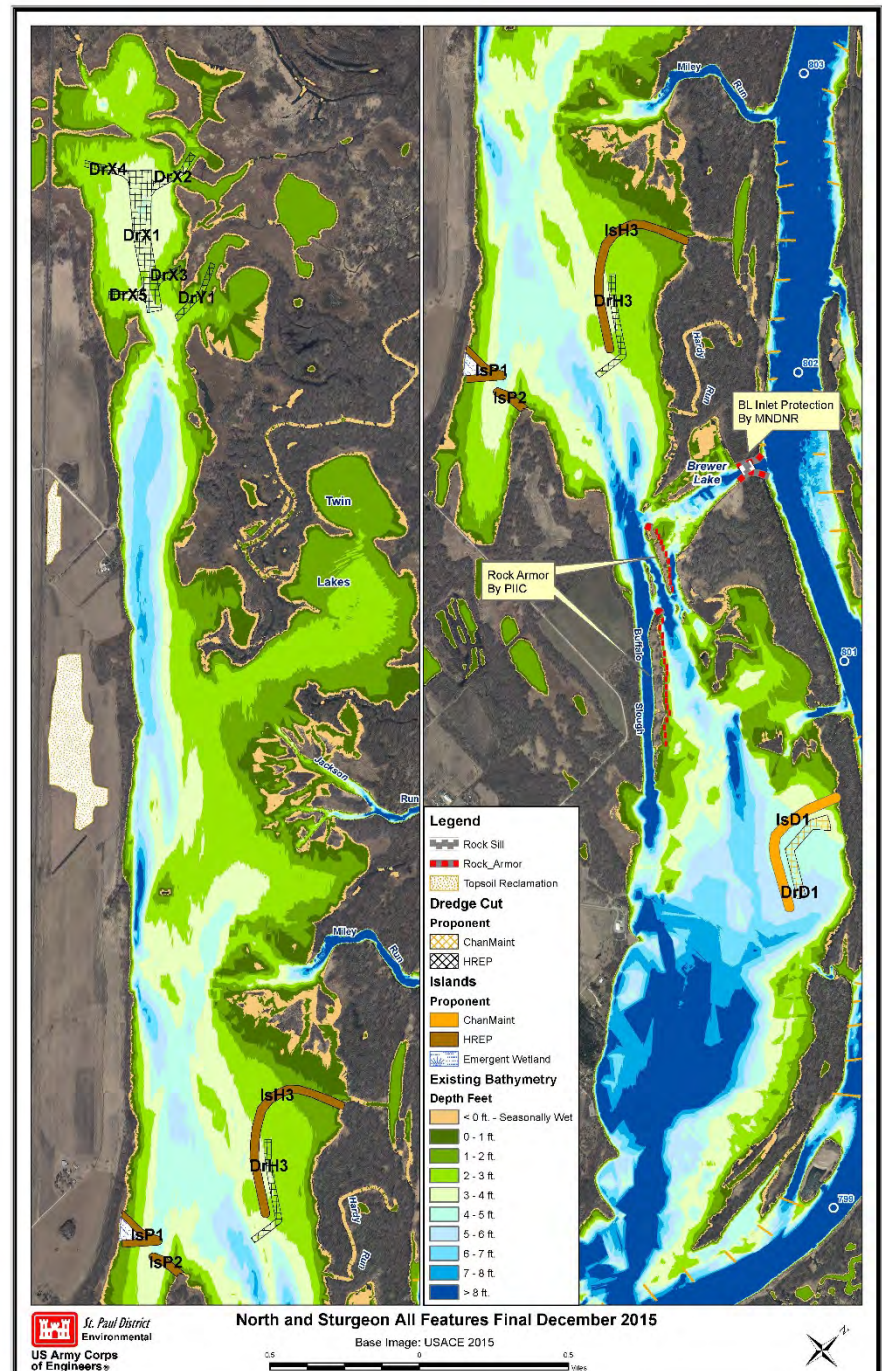 DrX4
DrX2
DrX1
DrX3
DrX5
DrY1
Twin
Lakes
Jackson
Run
Miley
Run
IsH3
DrH3
IsP1
IsP2
Hardy
Run
Miley
Run
803
IsH3
DrH3
Hardy
Run
802
IsP1
IsP2
BL Inlet Protection
By MNDNR
Brewer
Lake
Rock Armor
By PIIC
Buffalo
Slough
801
IsD1
DrD1
799
Legend
Rock Sill
Rock_Armor
Topsoil Reclamation
Dredge Cut
Proponent
ChanMaint
HREP
Islands
Proponent
ChanMaint
HREP
Emergent Wetland
Existing Bathymetry
Depth Feet
< 0 ft. - Seasonally Wet
0 - 1 ft.
1 - 2 ft.
2 - 3 ft.
3 - 4 ft.
4 - 5 ft.
5 - 6 ft.
6 - 7 ft.
7 - 8 ft.
> 8 ft.
St. Paul District
Environmental
US Army Corps
of Engineers®
North and Sturgeon All Features Final December 2015
Base Image: USACE 2015
0.5 0 0.5
Miles
N